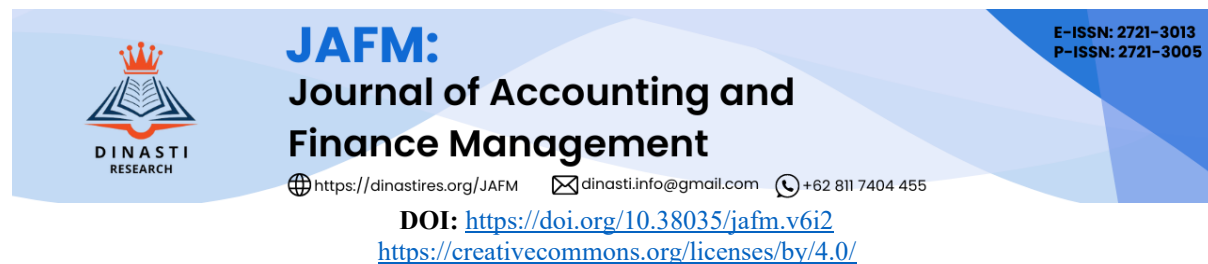 E-ISSN: 2721-3013
P-ISSN: 2721-3005
JAFM:
Journal of Accounting and
Finance Management
DINASTI
RESEARCH
https://dinastires.org/JAFM dinasti.info@gmail.com +62 811 7404 455
DOI: https://doi.org/10.38035/jafm.v6i2
https://creativecommons.org/licenses/by/4.0/